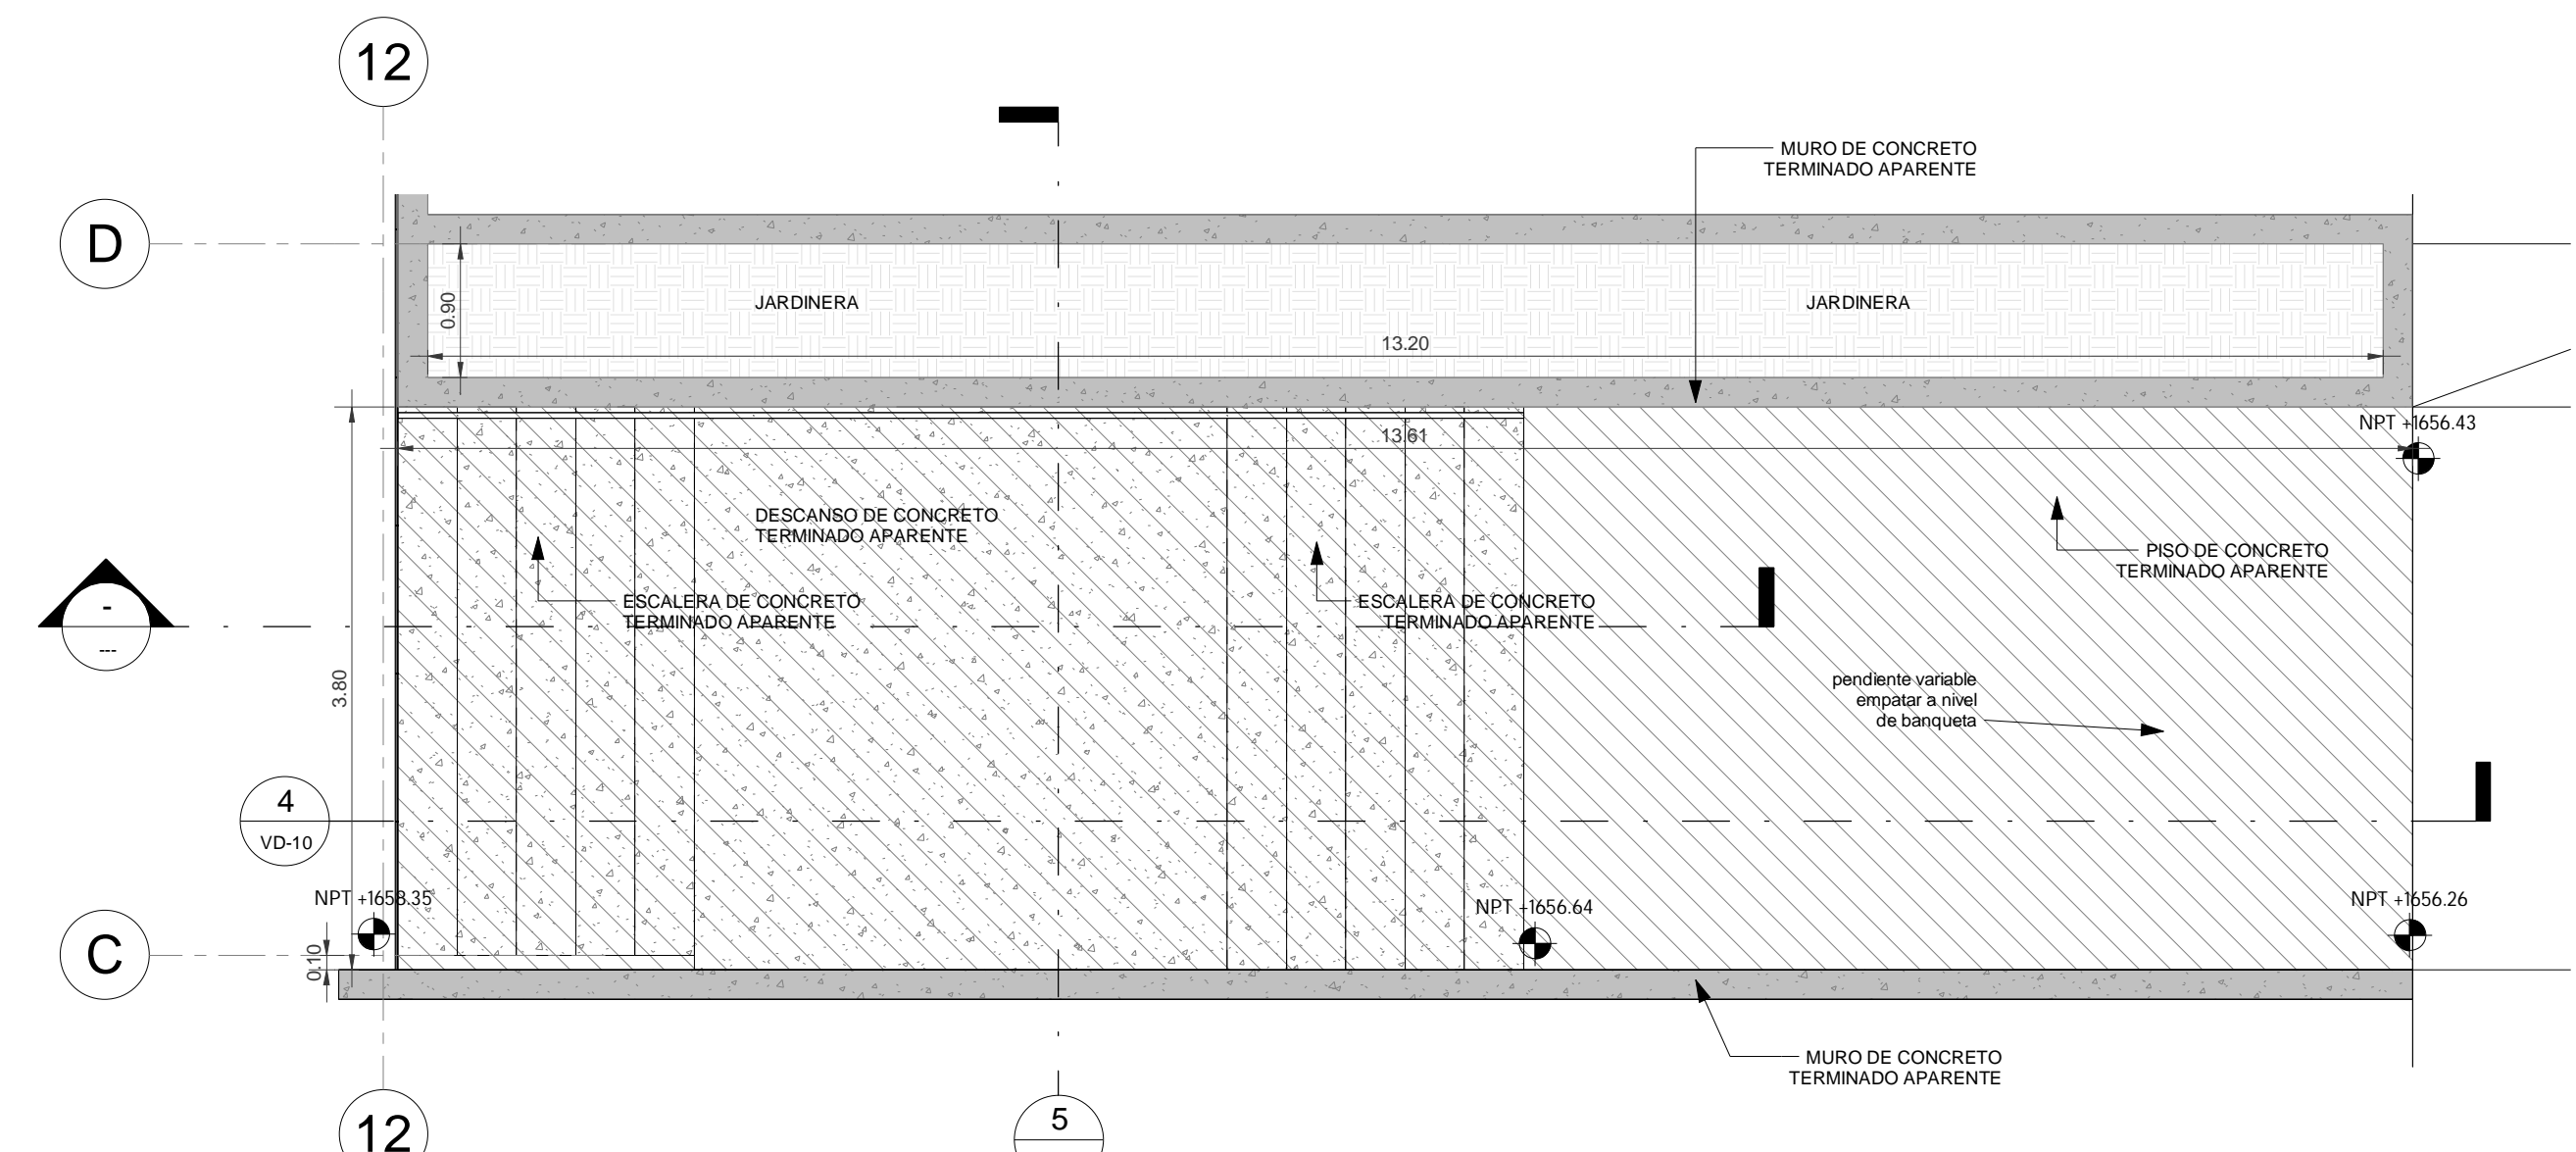 12
MURO DE CONCRETO
TERMINADO APARENTE
D
0.90
JARDINERA
JARDINERA
13.20
NPT +1656.43
13.61
DESCANSO DE CONCRETO
TERMINADO APARENTE
PISO DE CONCRETO
TERMINADO APARENTE
-
---
ESCALERA DE CONCRETO
TERMINADO APARENTE
ESCALERA DE CONCRETO
TERMINADO APARENTE
3.80
pendiente variable
empatar a nivel
de banqueta
4
VD-10
NPT +1658.35
NPT +1656.64
NPT +1656.26
C
0.10
MURO DE CONCRETO
TERMINADO APARENTE
12
5